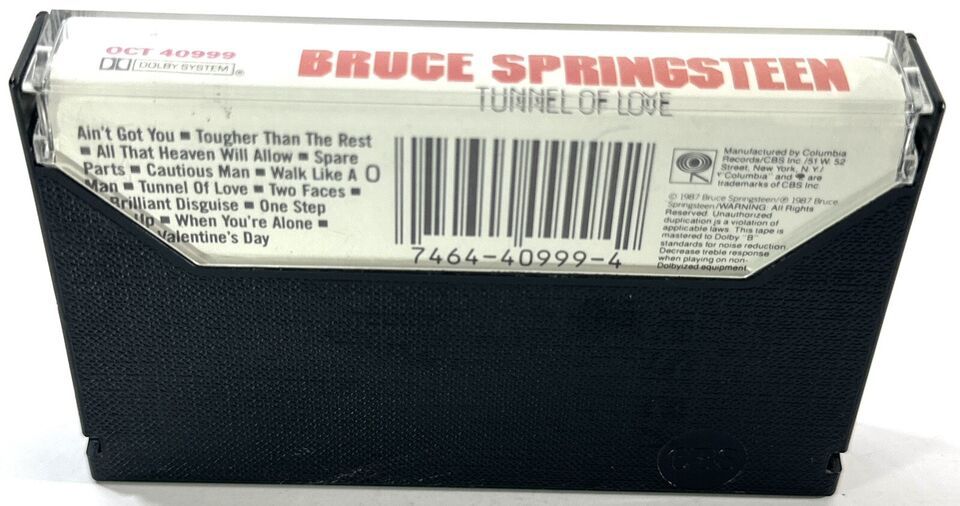 OCT 40999
DOLBY SYSTEM®
BRUCE SPRINGSTEEN
TUNNEL OF LOVE
Ain't Got You ■ Tougher Than The Rest
■ All That Heaven Will Allow ■ Spare
Parts ■ Cautious Man ■ Walk Like A
Man ■ Tunnel Of Love ■ Two Faces ■
Brilliant Disguise ■ One Step
Up ■ When You're Alone ■
Valentine's Day
O
7464-40999-4
Manufactured by Columbia
Records/CBS Inc./51 W. 52
Street, New York, N.Y./
"Columbia" and are
trademarks of CBS Inc.
© 1987 Bruce Springsteen/℗ 1987 Bruce
Springsteen/WARNING: All Rights
Reserved. Unauthorized
duplication is a violation of
applicable laws. This tape is
mastered to Dolby "B"
standards for noise reduction.
Decrease treble response
when playing on non-
Dolbyized equipment.